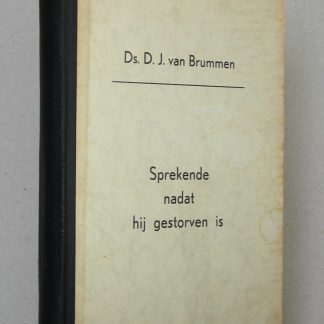 Ds. D. J. van Brummen
Sprekende
nadat
hij gestorven is